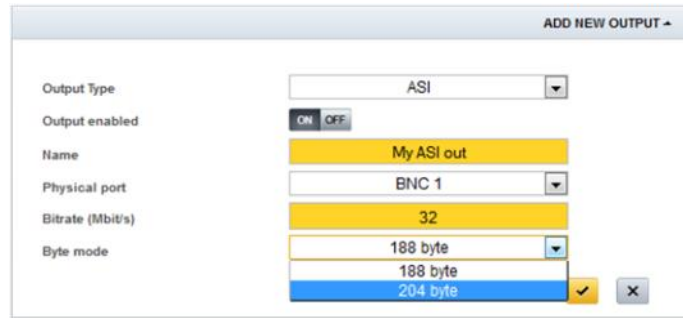 ADD NEW OUTPUT
Output Type ASI
Output enabled ON OFF
Name My ASI out
Physical port BNC 1
Bitrate (Mbit/s) 32
Byte mode 188 byte
188 byte
204 byte